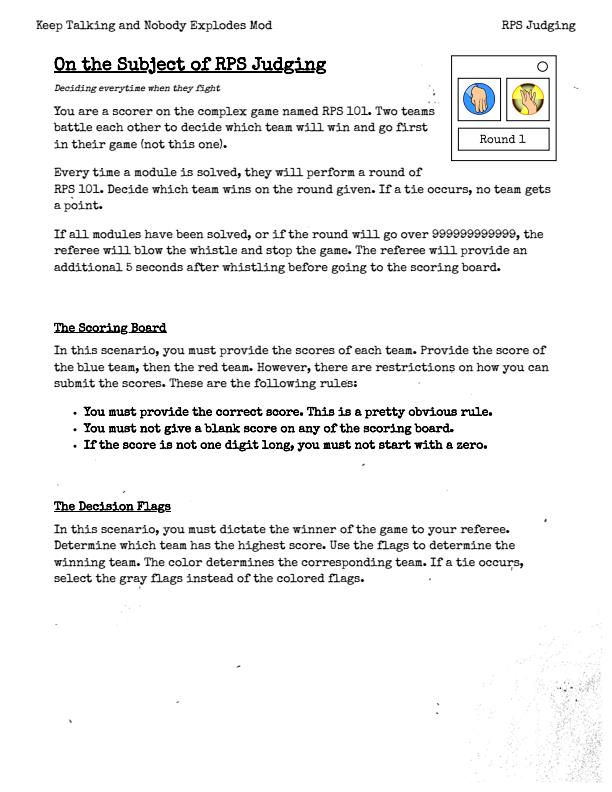 Keep Talking and Nobody Explodes Mod
RPS Judging
On the Subject of RPS Judging
Deciding everytime when they fight
You are a scorer on the complex game named RPS 101. Two teams
battle each other to decide which team will win and go first
in their game (not this one).
Round 1
Every time a module is solved, they will perform a round of
RPS 101. Decide which team wins on the round given. If a tie occurs, no team gets
a point.
If all modules have been solved, or if the round will go over 999999999999, the
referee will blow the whistle and stop the game. The referee will provide an
additional 5 seconds after whistling before going to the scoring board.
The Scoring Board
In this scenario, you must provide the scores of each team. Provide the score of
the blue team, then the red team. However, there are restrictions on how you can
submit the scores. These are the following rules:
• You must provide the correct score. This is a pretty obvious rule.
• You must not give a blank score on any of the scoring board.
• If the score is not one digit long, you must not start with a zero.
The Decision Flags
In this scenario, you must dictate the winner of the game to your referee.
Determine which team has the highest score. Use the flags to determine the
winning team. The color determines the corresponding team. If a tie occurs,
select the gray flags instead of the colored flags.